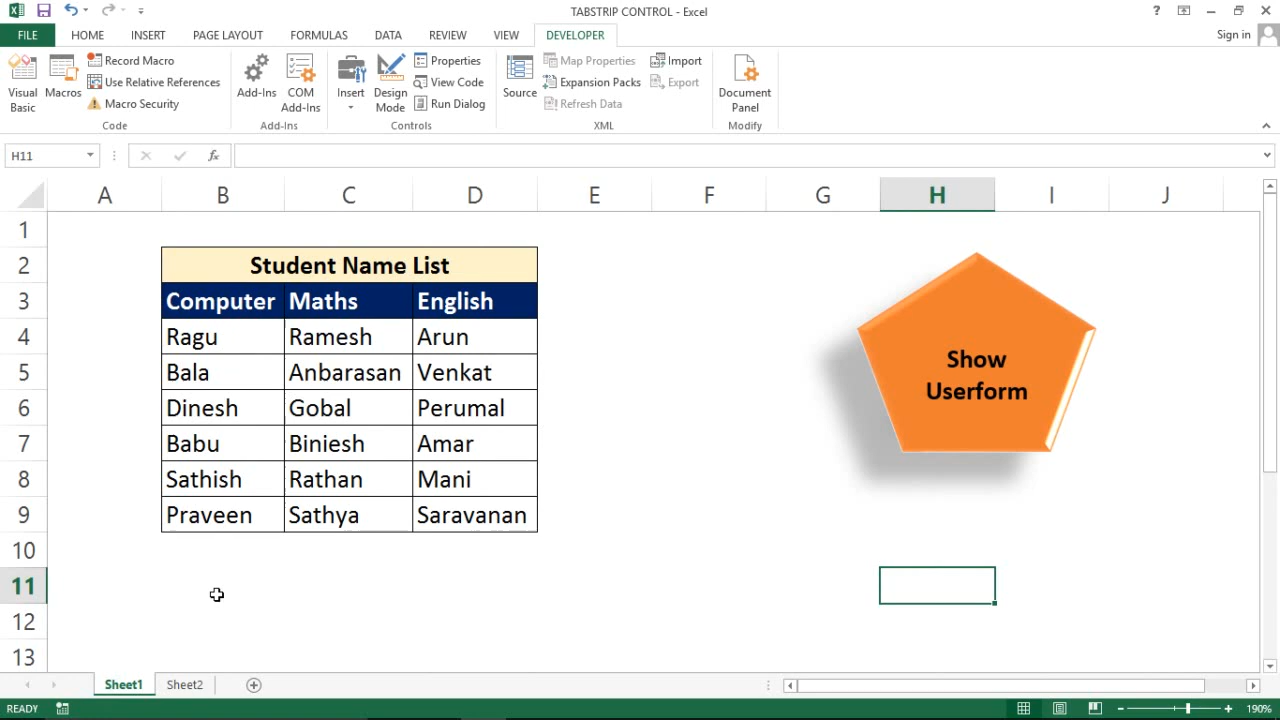 TABSTRIP CONTROL - Excel
? 
Sign in
FILE HOME INSERT PAGE LAYOUT FORMULAS DATA REVIEW VIEW DEVELOPER
Visual Basic
Macros
Record Macro
Use Relative References
Macro Security
Code
Add-Ins
COM Add-Ins
Add-Ins
Insert
Design Mode
Properties
View Code
Run Dialog
Controls
Source
Map Properties
Expansion Packs
Refresh Data
Import
Export
XML
Document Panel
Modify
H11
fx
A B C D E F G H I J
1
2 Student Name List
3 Computer Maths English
4 Ragu Ramesh Arun
5 Bala Anbarasan Venkat
6 Dinesh Gobal Perumal
7 Babu Biniesh Amar
8 Sathish Rathan Mani
9 Praveen Sathya Saravanan
10
11
12
13
Show
Userform
Sheet1 Sheet2
READY
190%